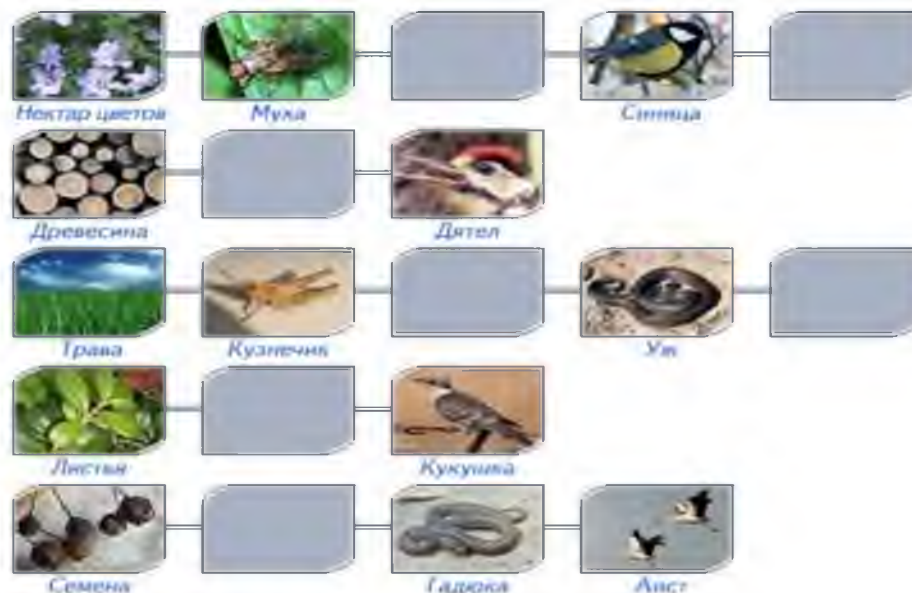 Нектар цветов Муха Синица
Древесина Дятел
Трава Кузнечик Уж
Листья Кукушка
Семена Гадюка Аист